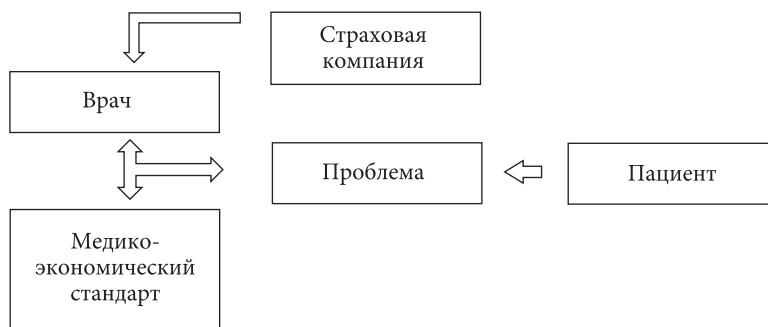 Страховая
компания
Врач
Проблема
Пациент
Медико-
экономический
стандарт